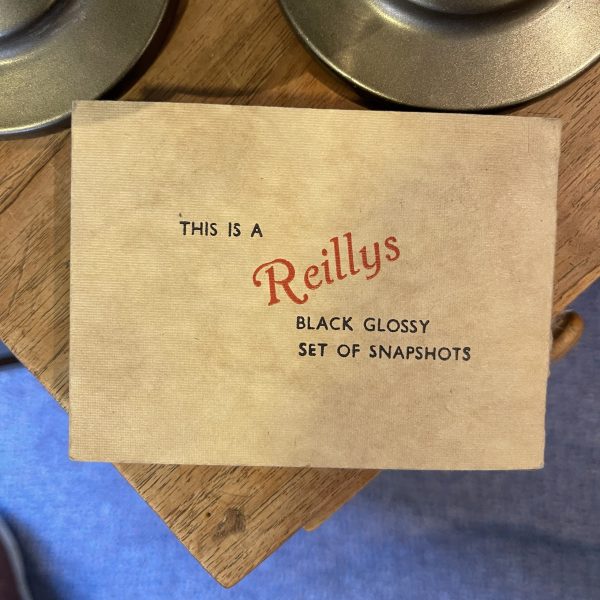 THIS IS A
Reillys
BLACK GLOSSY
SET OF SNAPSHOTS